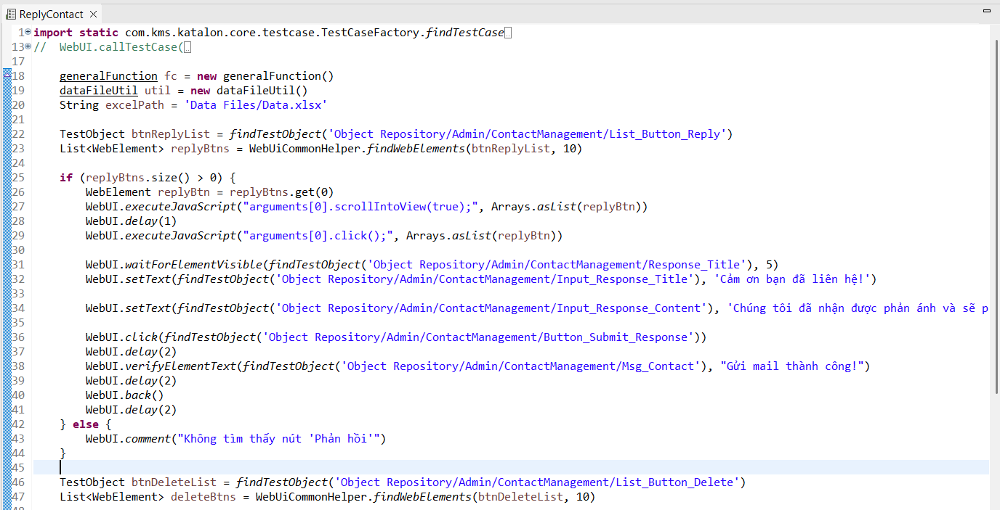 ReplyContact
1 import static com.kms.katalon.core.testcase.TestCaseFactory.findTestCase
13 //  WebUI.callTestCase(
17
18 generalFunction fc = new generalFunction()
19 dataFileUtil util = new dataFileUtil()
20 String excelPath = 'Data Files/Data.xlsx'
21
22 TestObject btnReplyList = findTestObject('Object Repository/Admin/ContactManagement/List_Button_Reply')
23 List<WebElement> replyBtns = WebUiCommonHelper.findWebElements(btnReplyList, 10)
24
25 if (replyBtns.size() > 0) {
26 WebElement replyBtn = replyBtns.get(0)
27 WebUI.executeJavaScript("arguments[0].scrollIntoView(true);", Arrays.asList(replyBtn))
28 WebUI.delay(1)
29 WebUI.executeJavaScript("arguments[0].click();", Arrays.asList(replyBtn))
30
31 WebUI.waitForElementVisible(findTestObject('Object Repository/Admin/ContactManagement/Response_Title'), 5)
32 WebUI.setText(findTestObject('Object Repository/Admin/ContactManagement/Input_Response_Title'), 'Cảm ơn bạn đã liên hệ!')
33
34 WebUI.setText(findTestObject('Object Repository/Admin/ContactManagement/Input_Response_Content'), 'Chúng tôi đã nhận được phản ánh và sẽ p
35
36 WebUI.click(findTestObject('Object Repository/Admin/ContactManagement/Button_Submit_Response'))
37 WebUI.delay(2)
38 WebUI.verifyElementText(findTestObject('Object Repository/Admin/ContactManagement/Msg_Contact'), "Gửi mail thành công!")
39 WebUI.delay(2)
40 WebUI.back()
41 WebUI.delay(2)
42 } else {
43 WebUI.comment("Không tìm thấy nút 'Phản hồi'")
44 }
45
46 TestObject btnDeleteList = findTestObject('Object Repository/Admin/ContactManagement/List_Button_Delete')
47 List<WebElement> deleteBtns = WebUiCommonHelper.findWebElements(btnDeleteList, 10)